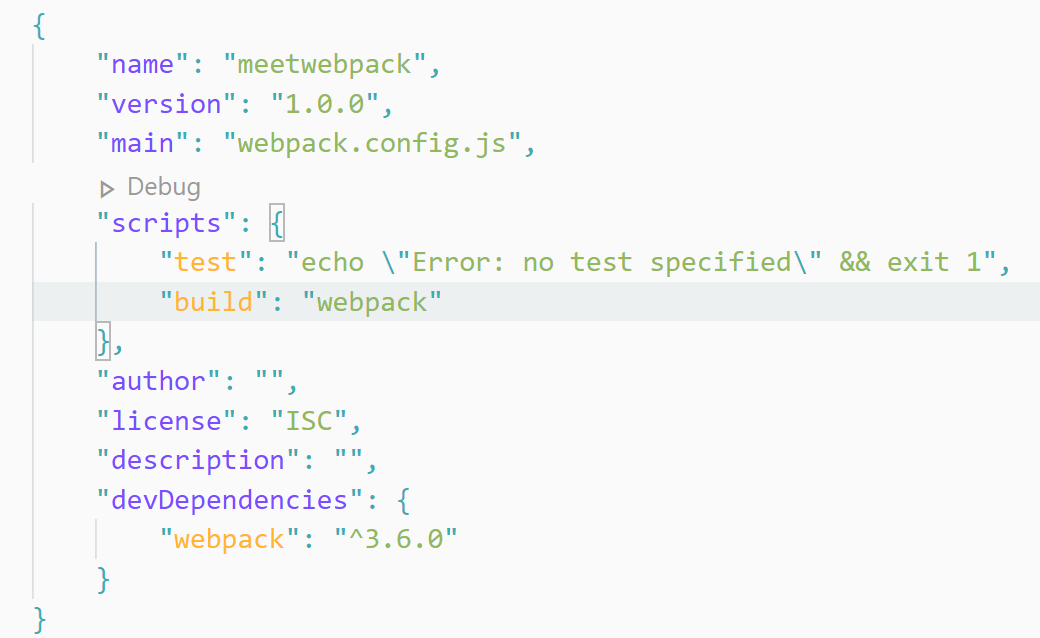 {
"name": "meetwebpack",
"version": "1.0.0",
"main": "webpack.config.js",
Debug
"scripts": {
"test": "echo \"Error: no test specified\" && exit 1",
"build": "webpack"
},
"author": "",
"license": "ISC",
"description": "",
"devDependencies": {
"webpack": "^3.6.0"
}
}